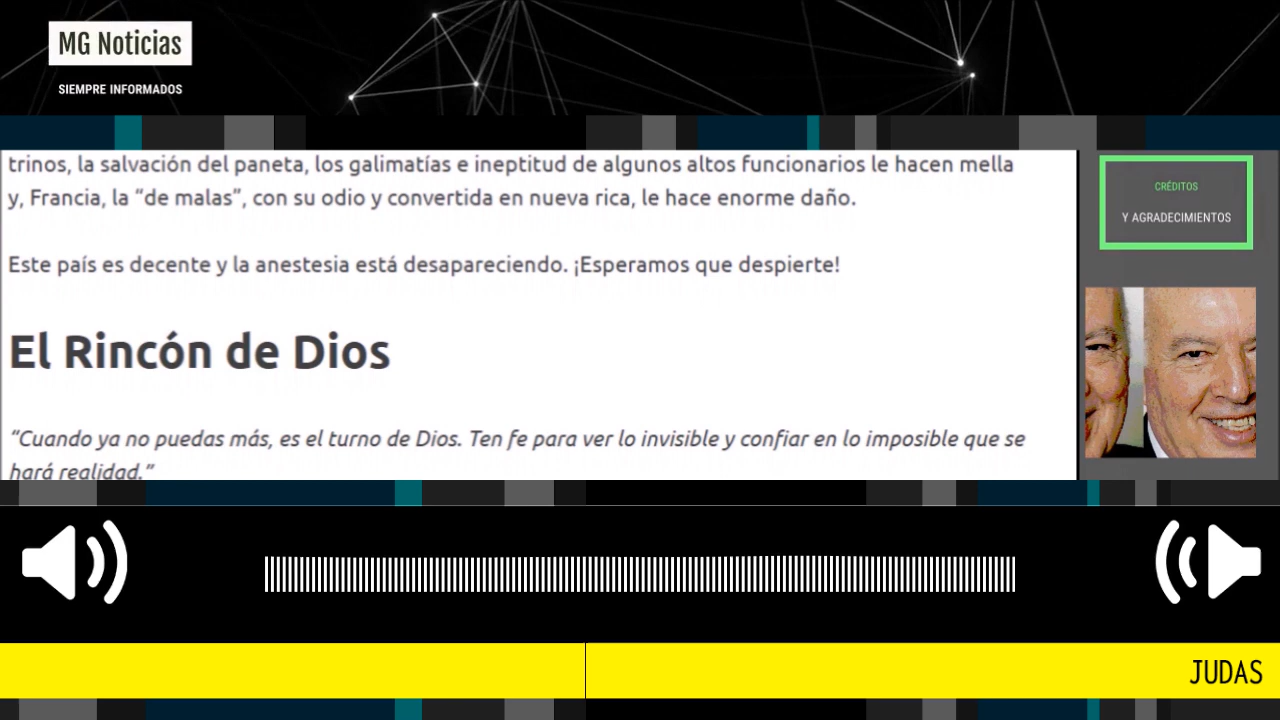 MG Noticias
SIEMPRE INFORMADOS
trinos, la salvación del paneta, los galimatías e ineptitud de algunos altos funcionarios le hacen mella
y, Francia, la “de malas”, con su odio y convertida en nueva rica, le hace enorme daño.
Este país es decente y la anestesia está desapareciendo. ¡Esperamos que despierte!
El Rincón de Dios
“Cuando ya no puedas más, es el turno de Dios. Ten fe para ver lo invisible y confiar en lo imposible que se
hará realidad.”
CRÉDITOS
Y AGRADECIMIENTOS
JUDAS